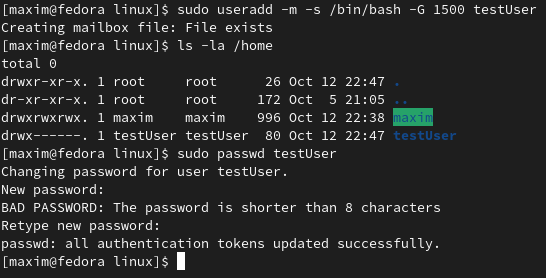 [maxim@fedora linux]$ sudo useradd -m -s /bin/bash -G 1500 testUser
Creating mailbox file: File exists
[maxim@fedora linux]$ ls -la /home
total 0
drwxr-xr-x. 1 root     root      26 Oct 12 22:47 .
dr-xr-xr-x. 1 root     root     172 Oct  5 21:05 ..
drwxrwxrwx. 1 maxim    maxim    996 Oct 12 22:38 maxim
drwx------. 1 testUser testUser  80 Oct 12 22:47 testUser
[maxim@fedora linux]$ sudo passwd testUser
Changing password for user testUser.
New password:
BAD PASSWORD: The password is shorter than 8 characters
Retype new password:
passwd: all authentication tokens updated successfully.
[maxim@fedora linux]$